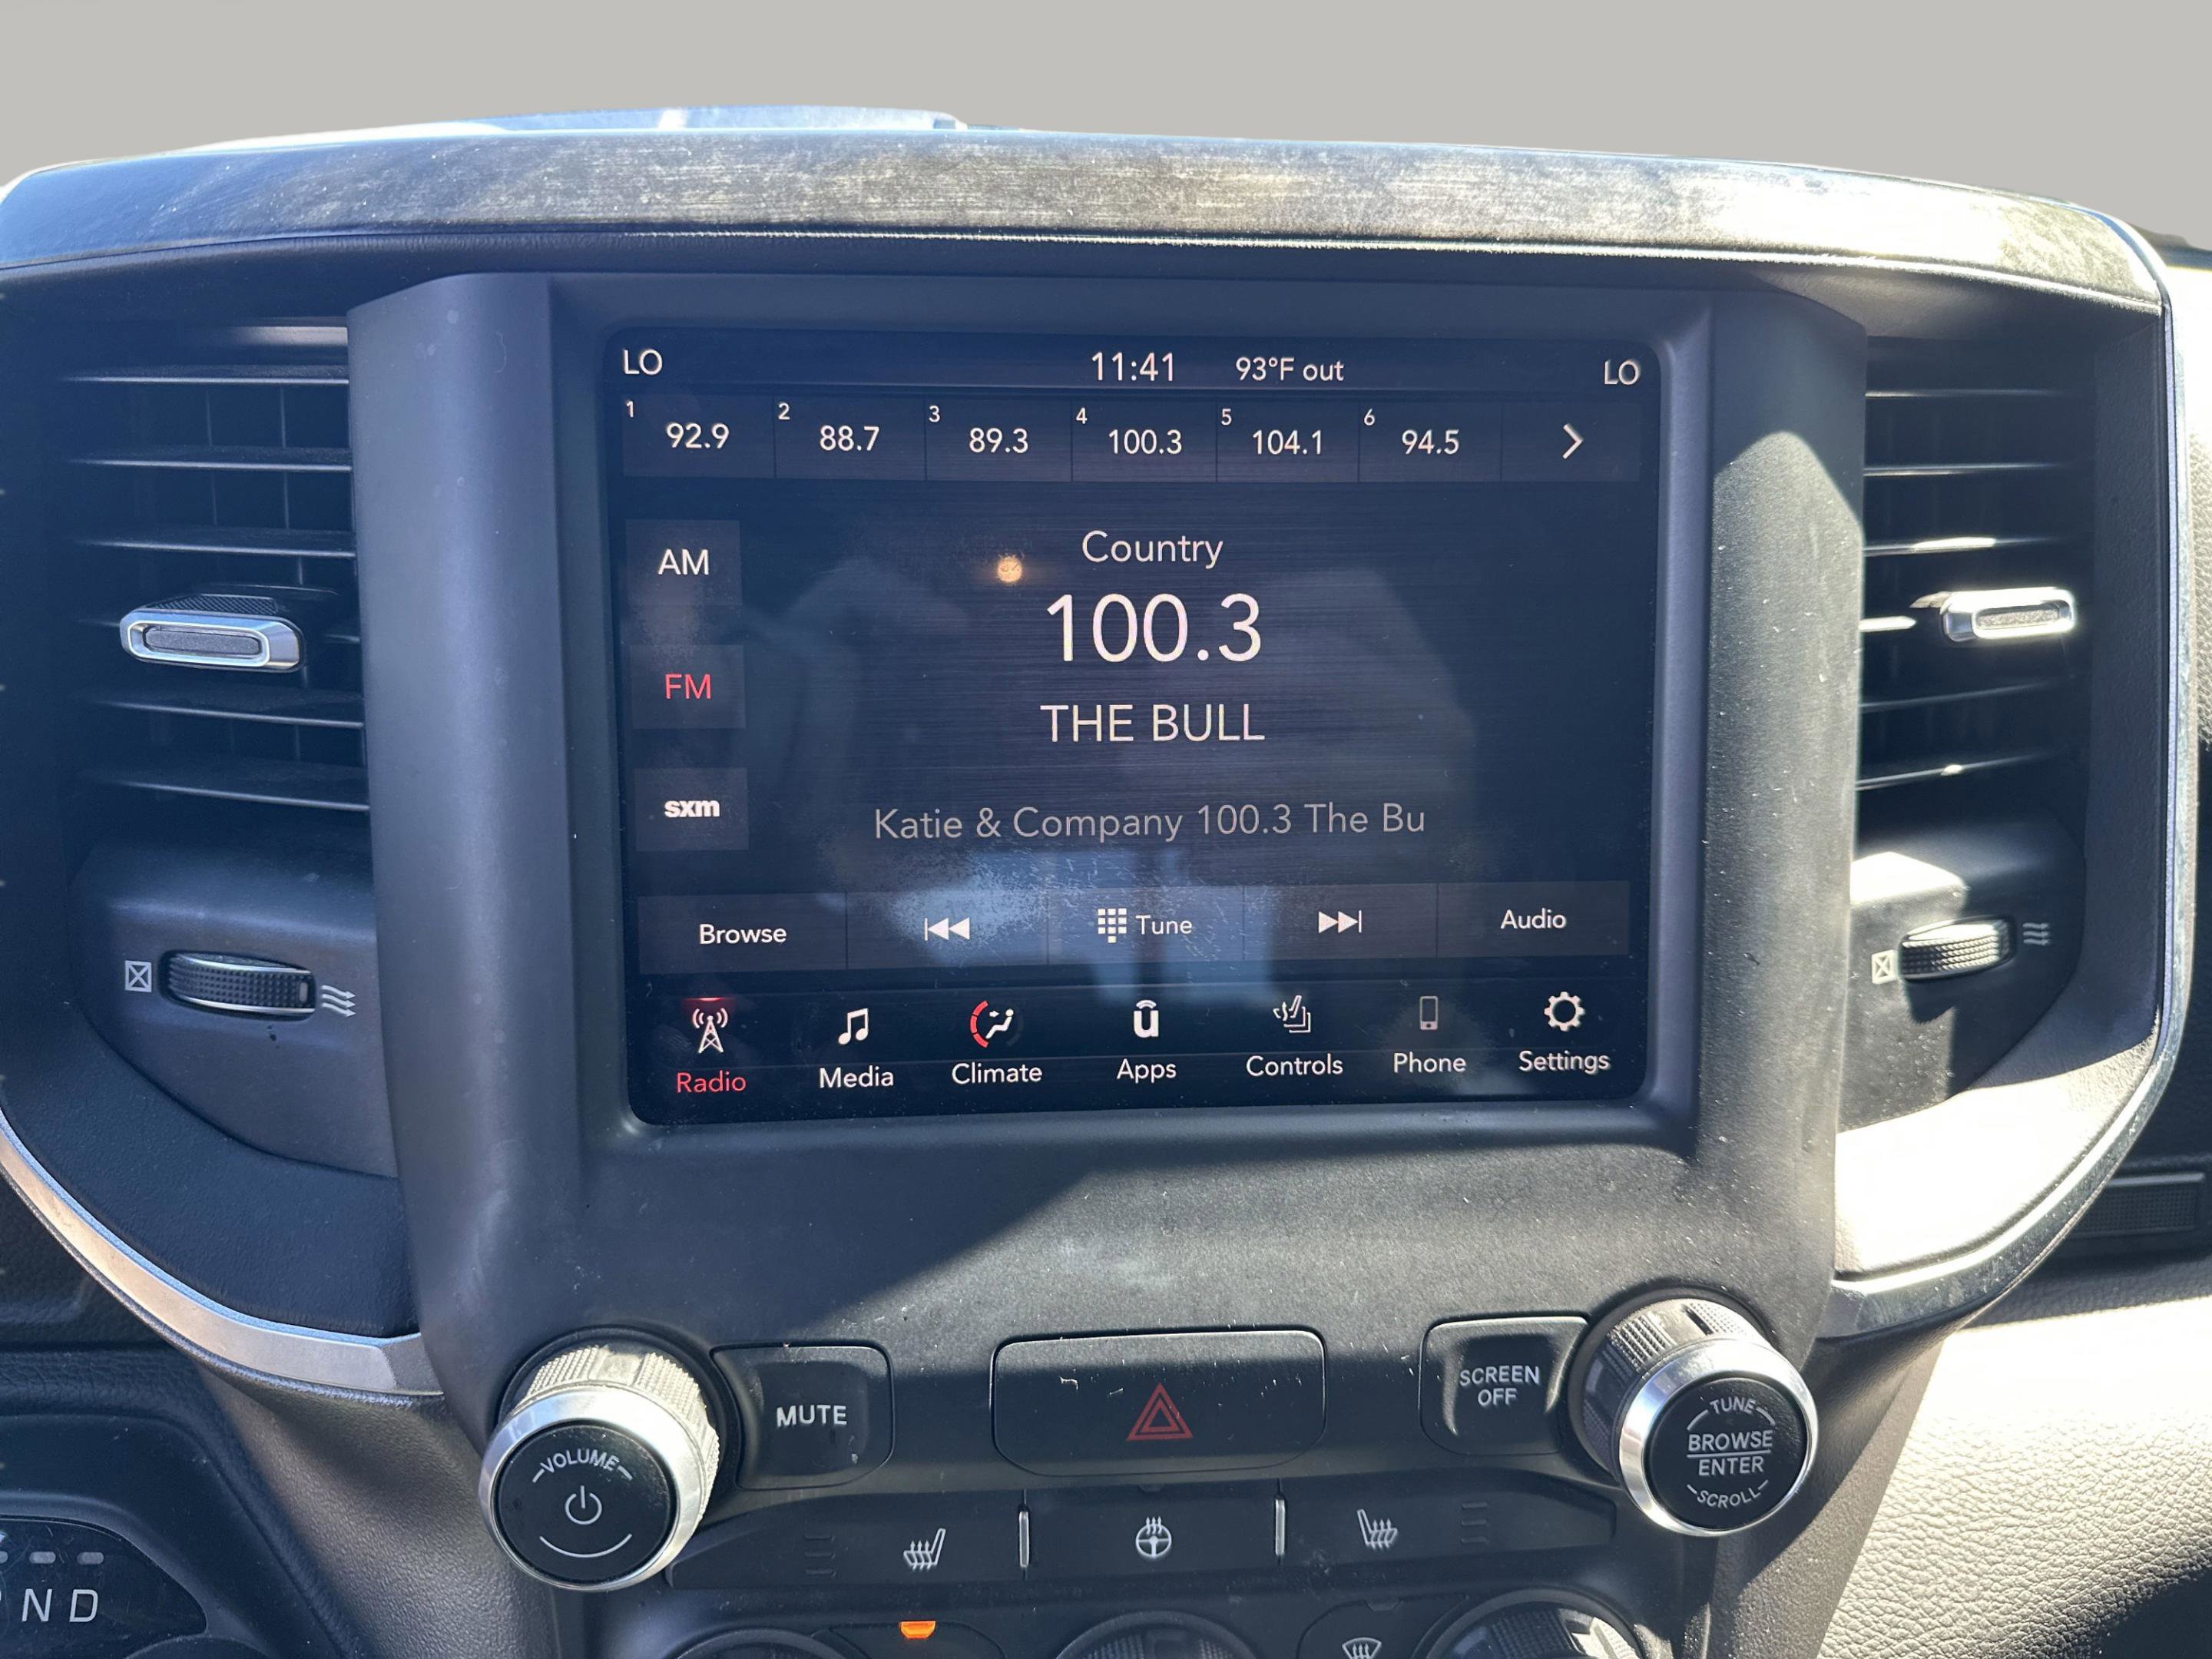 LO 11:41 93°F out LO
1 92.9 2 88.7 3 89.3 4 100.3 5 104.1 6 94.5
AM
Country
100.3
FM
THE BULL
sxm
Katie & Company 100.3 The Bu
Browse Tune Audio
Radio Media Climate Apps Controls Phone Settings
VOLUME
MUTE
SCREEN
OFF
TUNE
BROWSE
ENTER
SCROLL
N D